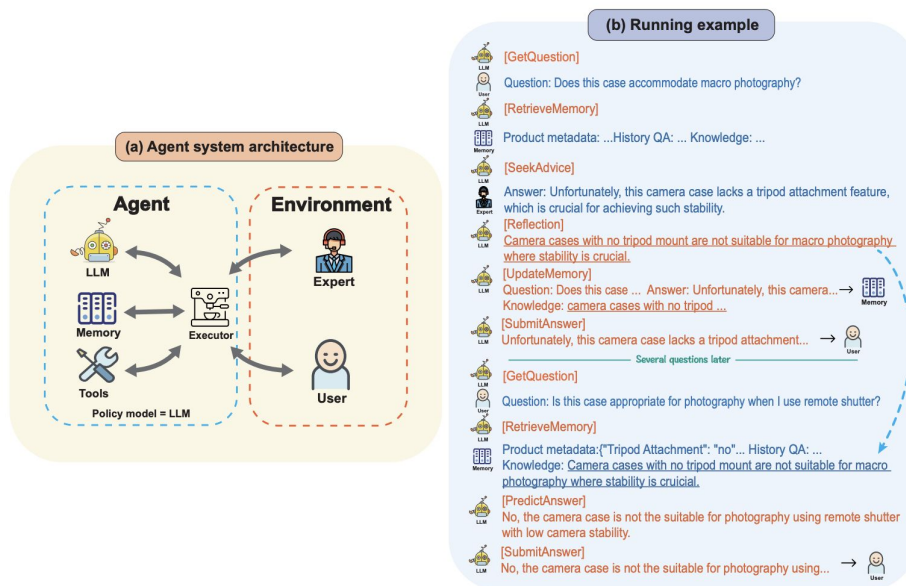 (a) Agent system architecture
Agent
Environment
LLM
Memory
Tools
Executor
Expert
User
Policy model = LLM
(b) Running example
LLM
[GetQuestion]
User
Question: Does this case accommodate macro photography?
LLM
[RetrieveMemory]
Memory
Product metadata: ...History QA: ... Knowledge: ...
LLM
[SeekAdvice]
Expert
Answer: Unfortunately, this camera case lacks a tripod attachment feature,
which is crucial for achieving such stability.
LLM
[Reflection]
Camera cases with no tripod mount are not suitable for macro photography
where stability is crucial.
LLM
[UpdateMemory]
Question: Does this case ... Answer: Unfortunately, this camera...
Memory
Knowledge: camera cases with no tripod ...
LLM
[SubmitAnswer]
Unfortunately, this camera case lacks a tripod attachment...
User
Several questions later
LLM
[GetQuestion]
User
Question: Is this case appropriate for photography when I use remote shutter?
LLM
[RetrieveMemory]
Memory
Product metadata:{"Tripod Attachment": "no"... History QA: ...
Knowledge: Camera cases with no tripod mount are not suitable for macro
photography where stability is cruicial.
LLM
[PredictAnswer]
No, the camera case is not the suitable for photography using remote shutter
with low camera stability.
LLM
[SubmitAnswer]
No, the camera case is not the suitable for photography using...
User